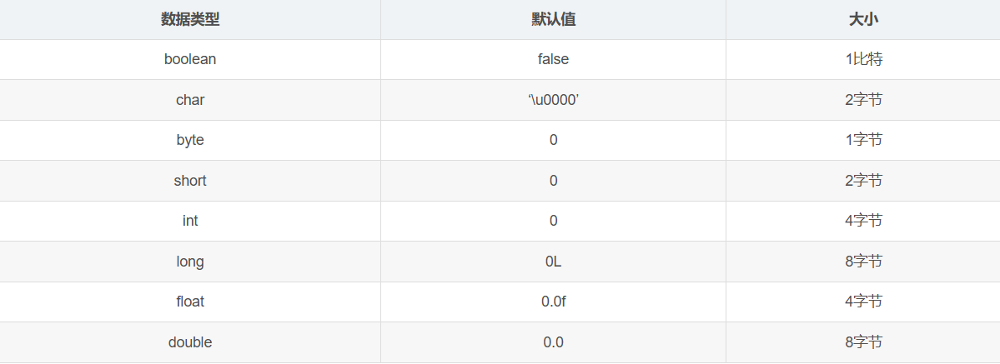 数据类型 默认值 大小
boolean false 1比特
char ‘\u0000’ 2字节
byte 0 1字节
short 0 2字节
int 0 4字节
long 0L 8字节
float 0.0f 4字节
double 0.0 8字节